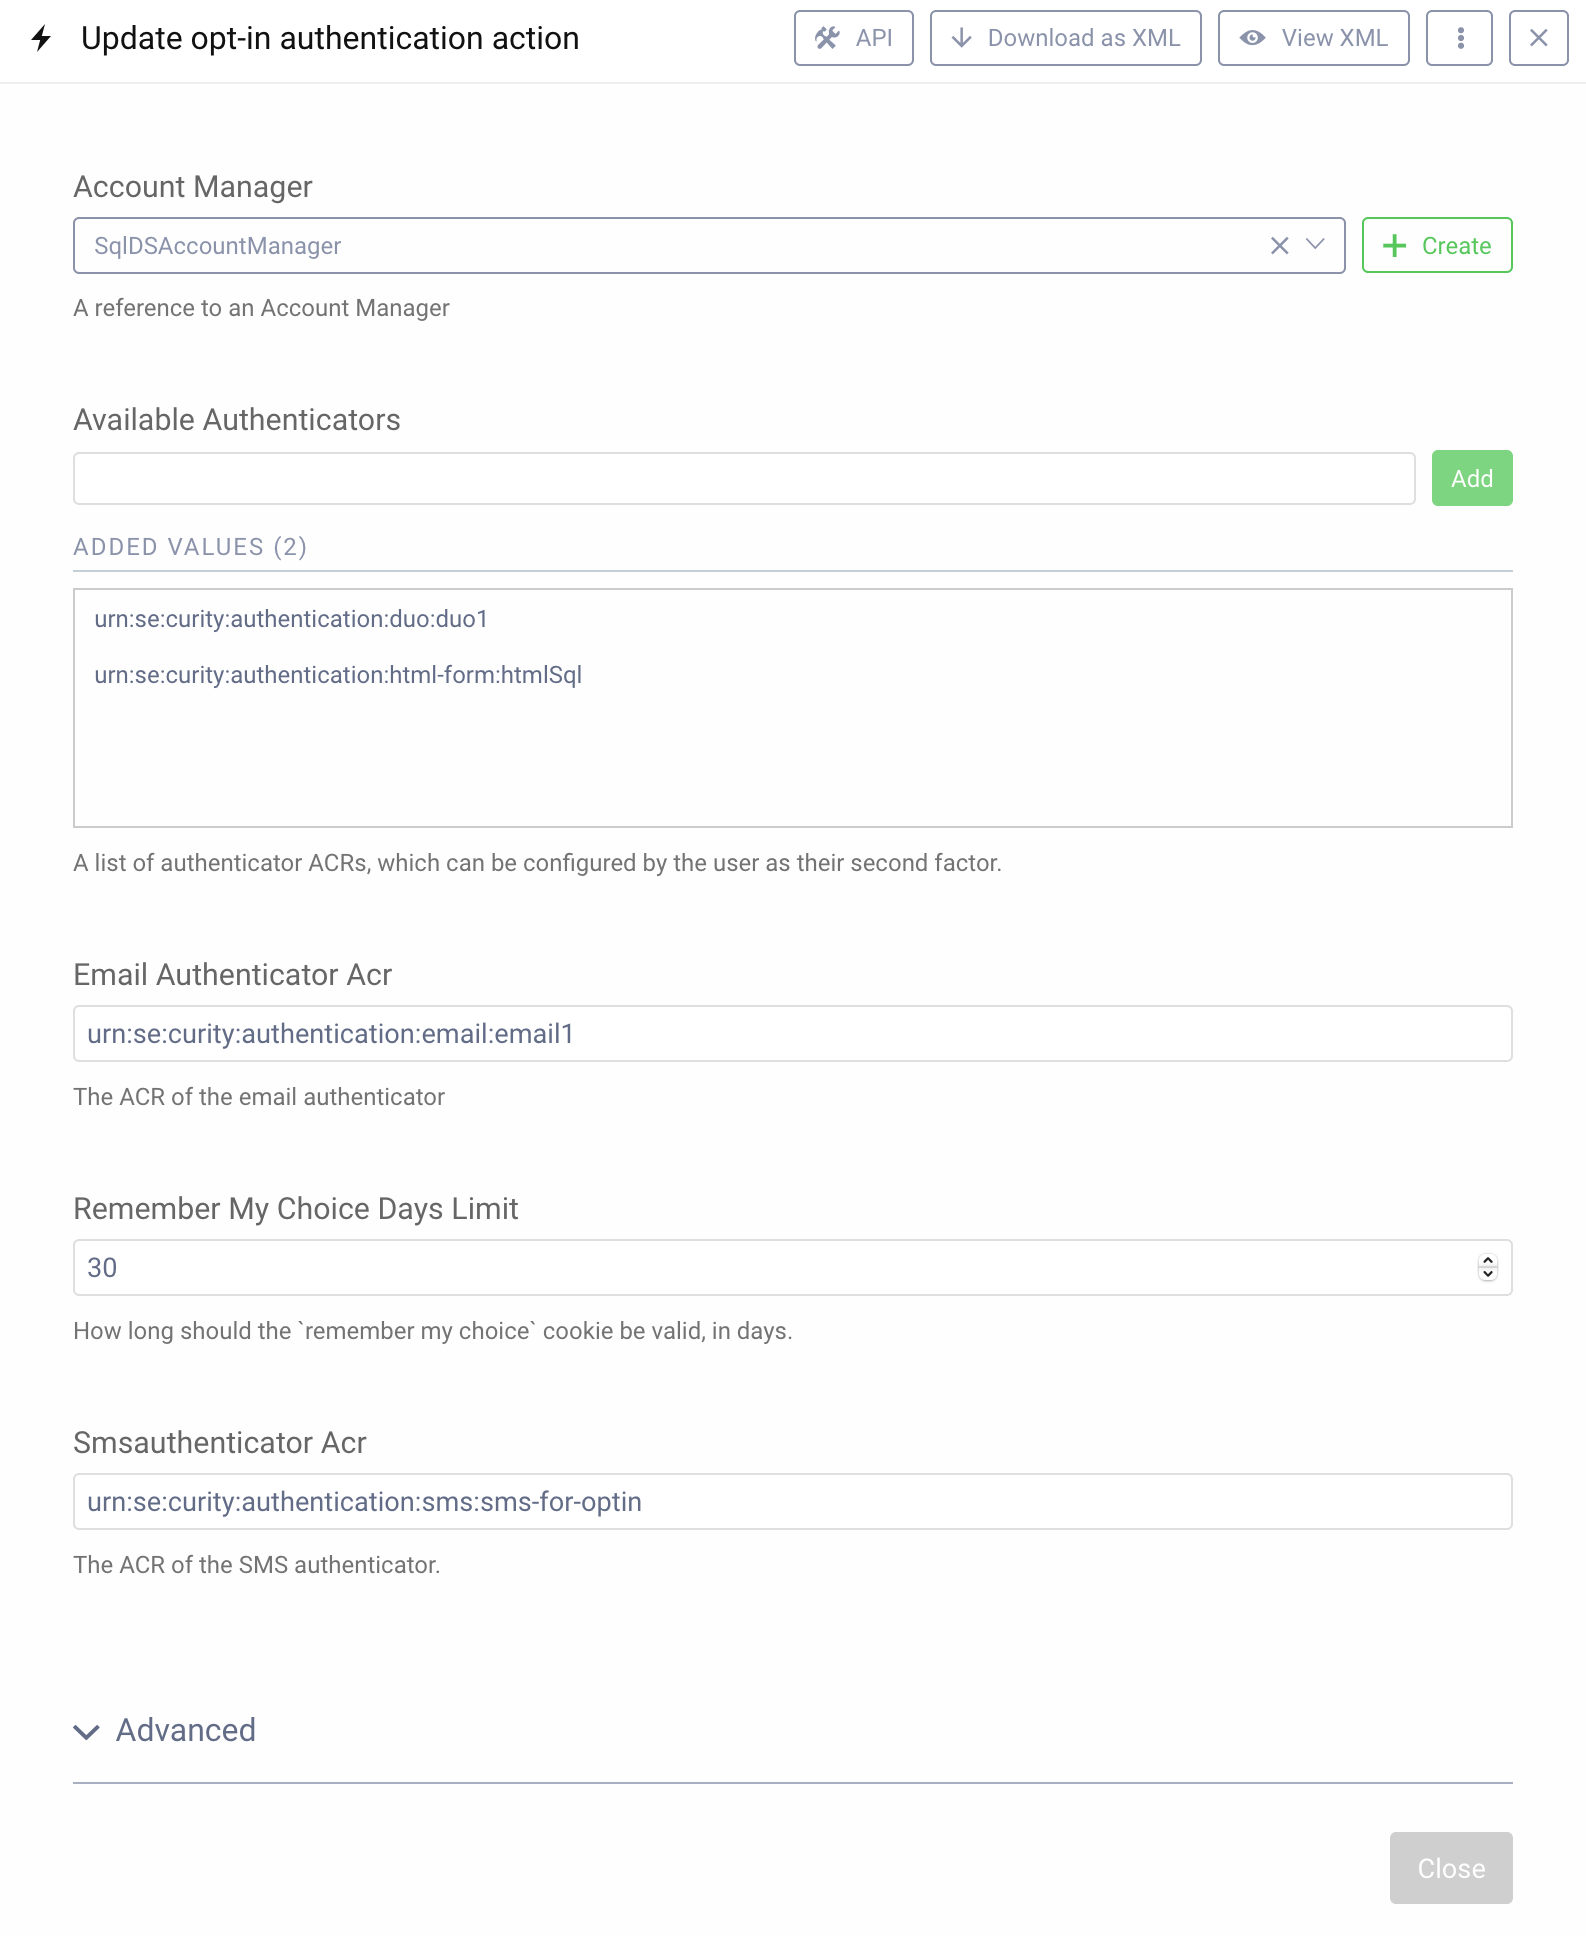 Update opt-in authentication action
API
Download as XML
View XML
Account Manager
SqlDSAccountManager
Create
A reference to an Account Manager
Available Authenticators
Add
ADDED VALUES (2)
urn:se:curity:authentication:duo:duo1
urn:se:curity:authentication:html-form:htmlSql
A list of authenticator ACRs, which can be configured by the user as their second factor.
Email Authenticator Acr
urn:se:curity:authentication:email:email1
The ACR of the email authenticator
Remember My Choice Days Limit
30
How long should the `remember my choice` cookie be valid, in days.
Smsauthenticator Acr
urn:se:curity:authentication:sms:sms-for-optin
The ACR of the SMS authenticator.
Advanced
Close